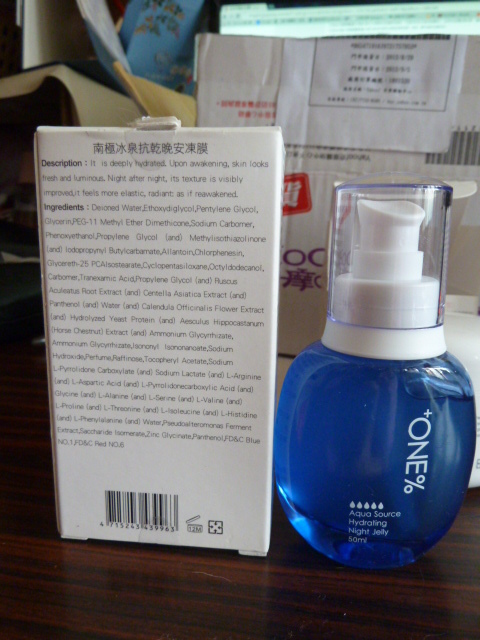 南極冰泉抗乾晚安凍膜
Description : It is deeply hydrated. Upon awakening, skin looks
fresh and luminous. Night after night, its texture is visibly
improved,it feels more elastic, radiant; as if reawakened.
Ingredients : Deioned Water,Ethoxydiglycol,Pentylene Glycol,
Glycerin,PEG-11 Methyl Ether Dimethicone,Sodium Carbomer,
Phenoxyethanol,Propylene Glycol (and) Methylisothiazolinone
(and) Iodopropynyl Butylcarbamate,Allantoin,Chlorphenesin,
Glycereth-25 PCAIsostearate,Cyclopentasiloxane,Octyldodecanol,
Carbomer,Tranexamic Acid,Propylene Glycol (and) Ruscus
Aculeatus Root Extract (and) Centella Asiatica Extract (and)
Panthenol (and) Water (and) Calendula Officinalis Flower Extract
(and) Hydrolyzed Yeast Protein (and) Aesculus Hippocastanum
(Horse Chestnut) Extract (and) Ammonium Glycyrrhizate,
Ammonium Glycyrrhizate,Isononyl Isononanoate,Sodium
Hydroxide,Perfume,Raffinose,Tocopheryl Acetate,Sodium
L-Pyrrolidone Carboxylate (and) Sodium Lactate (and) L-Arginine
(and) L-Aspartic Acid (and) L-Pyrrolidonecarboxylic Acid (and)
Glycine (and) L-Alanine (and) L-Serine (and) L-Valine (and)
L-Proline (and) L-Threonine (and) L-Isoleucine (and) L-Histidine
(and) L-Phenylalanine (and) Water,Pseudoalteromonas Ferment
Extract,Saccharide Isomerate,Zinc Glycinate,Panthenol,FD&C Blue
NO.1,FD&C Red NO.6
4 715243 439963
12M
+ONE%
Aqua Source
Hydrating
Night Jelly
50ml
貨